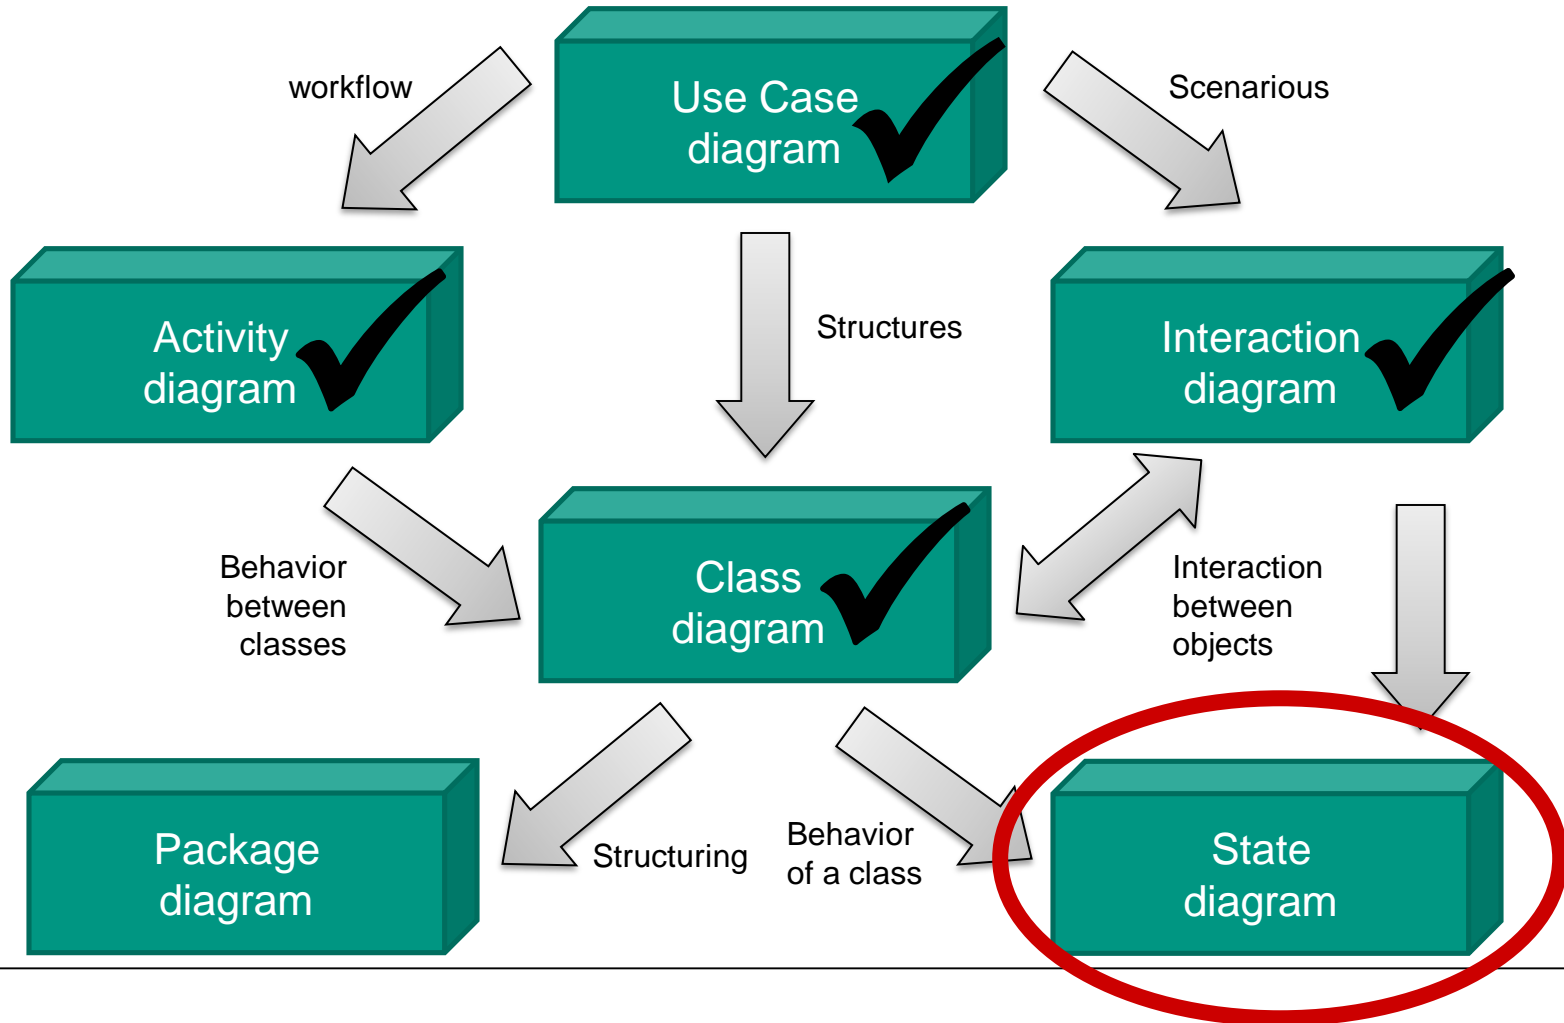 workflow
Use Case
diagram
Scenarious
Activity
diagram
Structures
Interaction
diagram
Behavior
between
classes
Class
diagram
Interaction
between
objects
Package
diagram
Structuring
Behavior
of a class
State
diagram